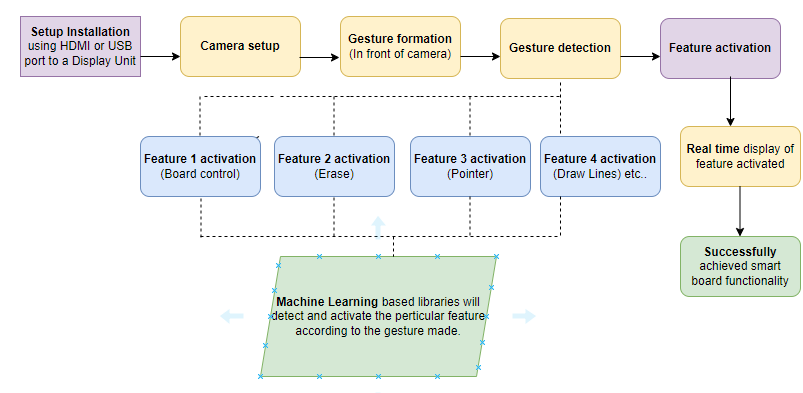 Setup Installation
using HDMI or USB
port to a Display Unit
Camera setup
Gesture formation
(In front of camera)
Gesture detection
Feature activation
Feature 1 activation
(Board control)
Feature 2 activation
(Erase)
Feature 3 activation
(Pointer)
Feature 4 activation
(Draw Lines) etc..
Real time display of
feature activated
Successfully
achieved smart
board functionality
Machine Learning based libraries will
detect and activate the perticular feature
according to the gesture made.